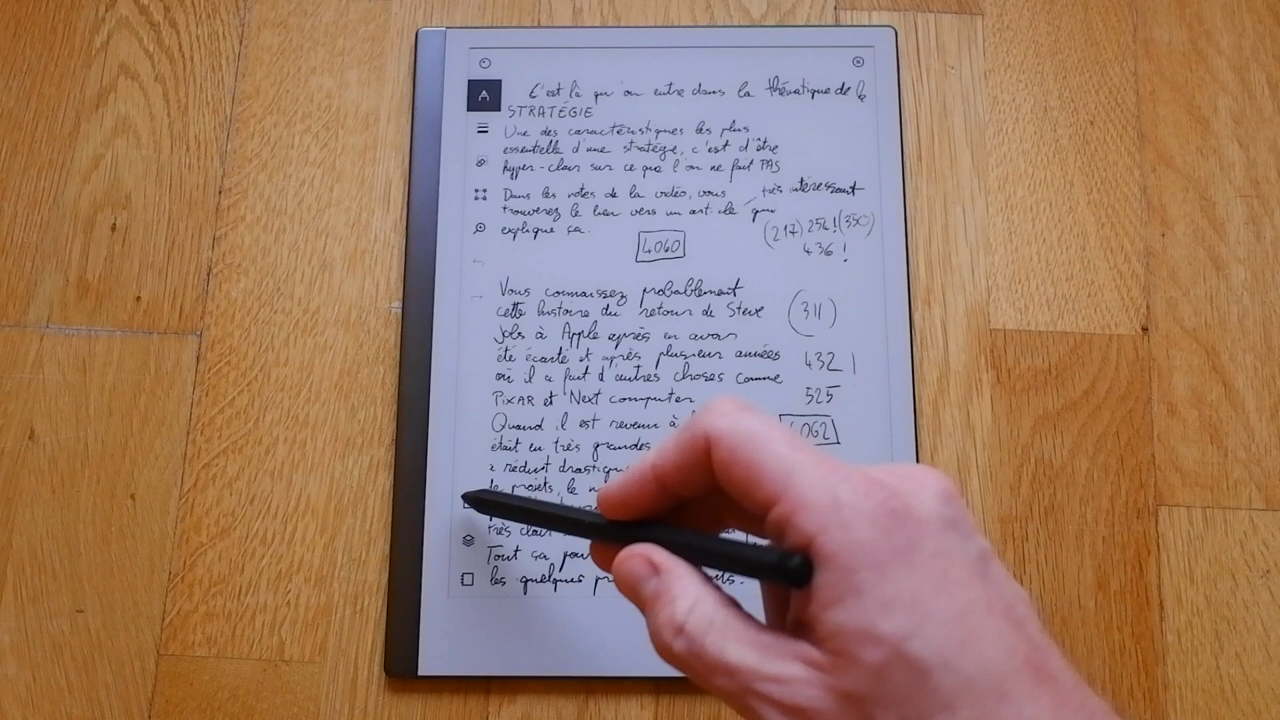 C'est là qu'on entre dans la thématique de la
STRATÉGIE
Une des caractéristiques les plus
essentielle d'une stratégie, c'est d'être
hyper-clair sur ce que l'on ne fait PAS
Dans les notes de la vidéo, vous
trouverez le lien vers un article qui
explique ça.
très intéressant
(217) 254! (350)
436!
4060
Vous connaissez probablement
cette histoire du retour de Steve
Jobs à Apple après en avoir
été écarté et après plusieurs années
où il a fait d'autres choses comme
PIXAR et Next computer
(311)
432!
525
Quand il est revenu à
était en très grandes
a réduit
de projets, le
très clair
Tout ça pour
les quelques